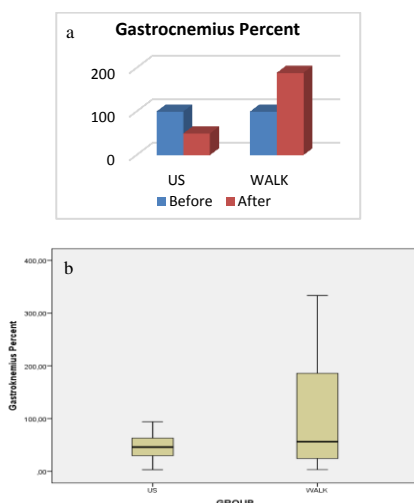 a
Gastrocnemius Percent
200
100
0
US WALK
Before After
b
400,00
300,00
200,00
100,00
,00
Gastroknemius Percent
US WALK
GROUP